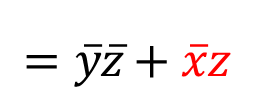 = ȳz̄ + x̄z